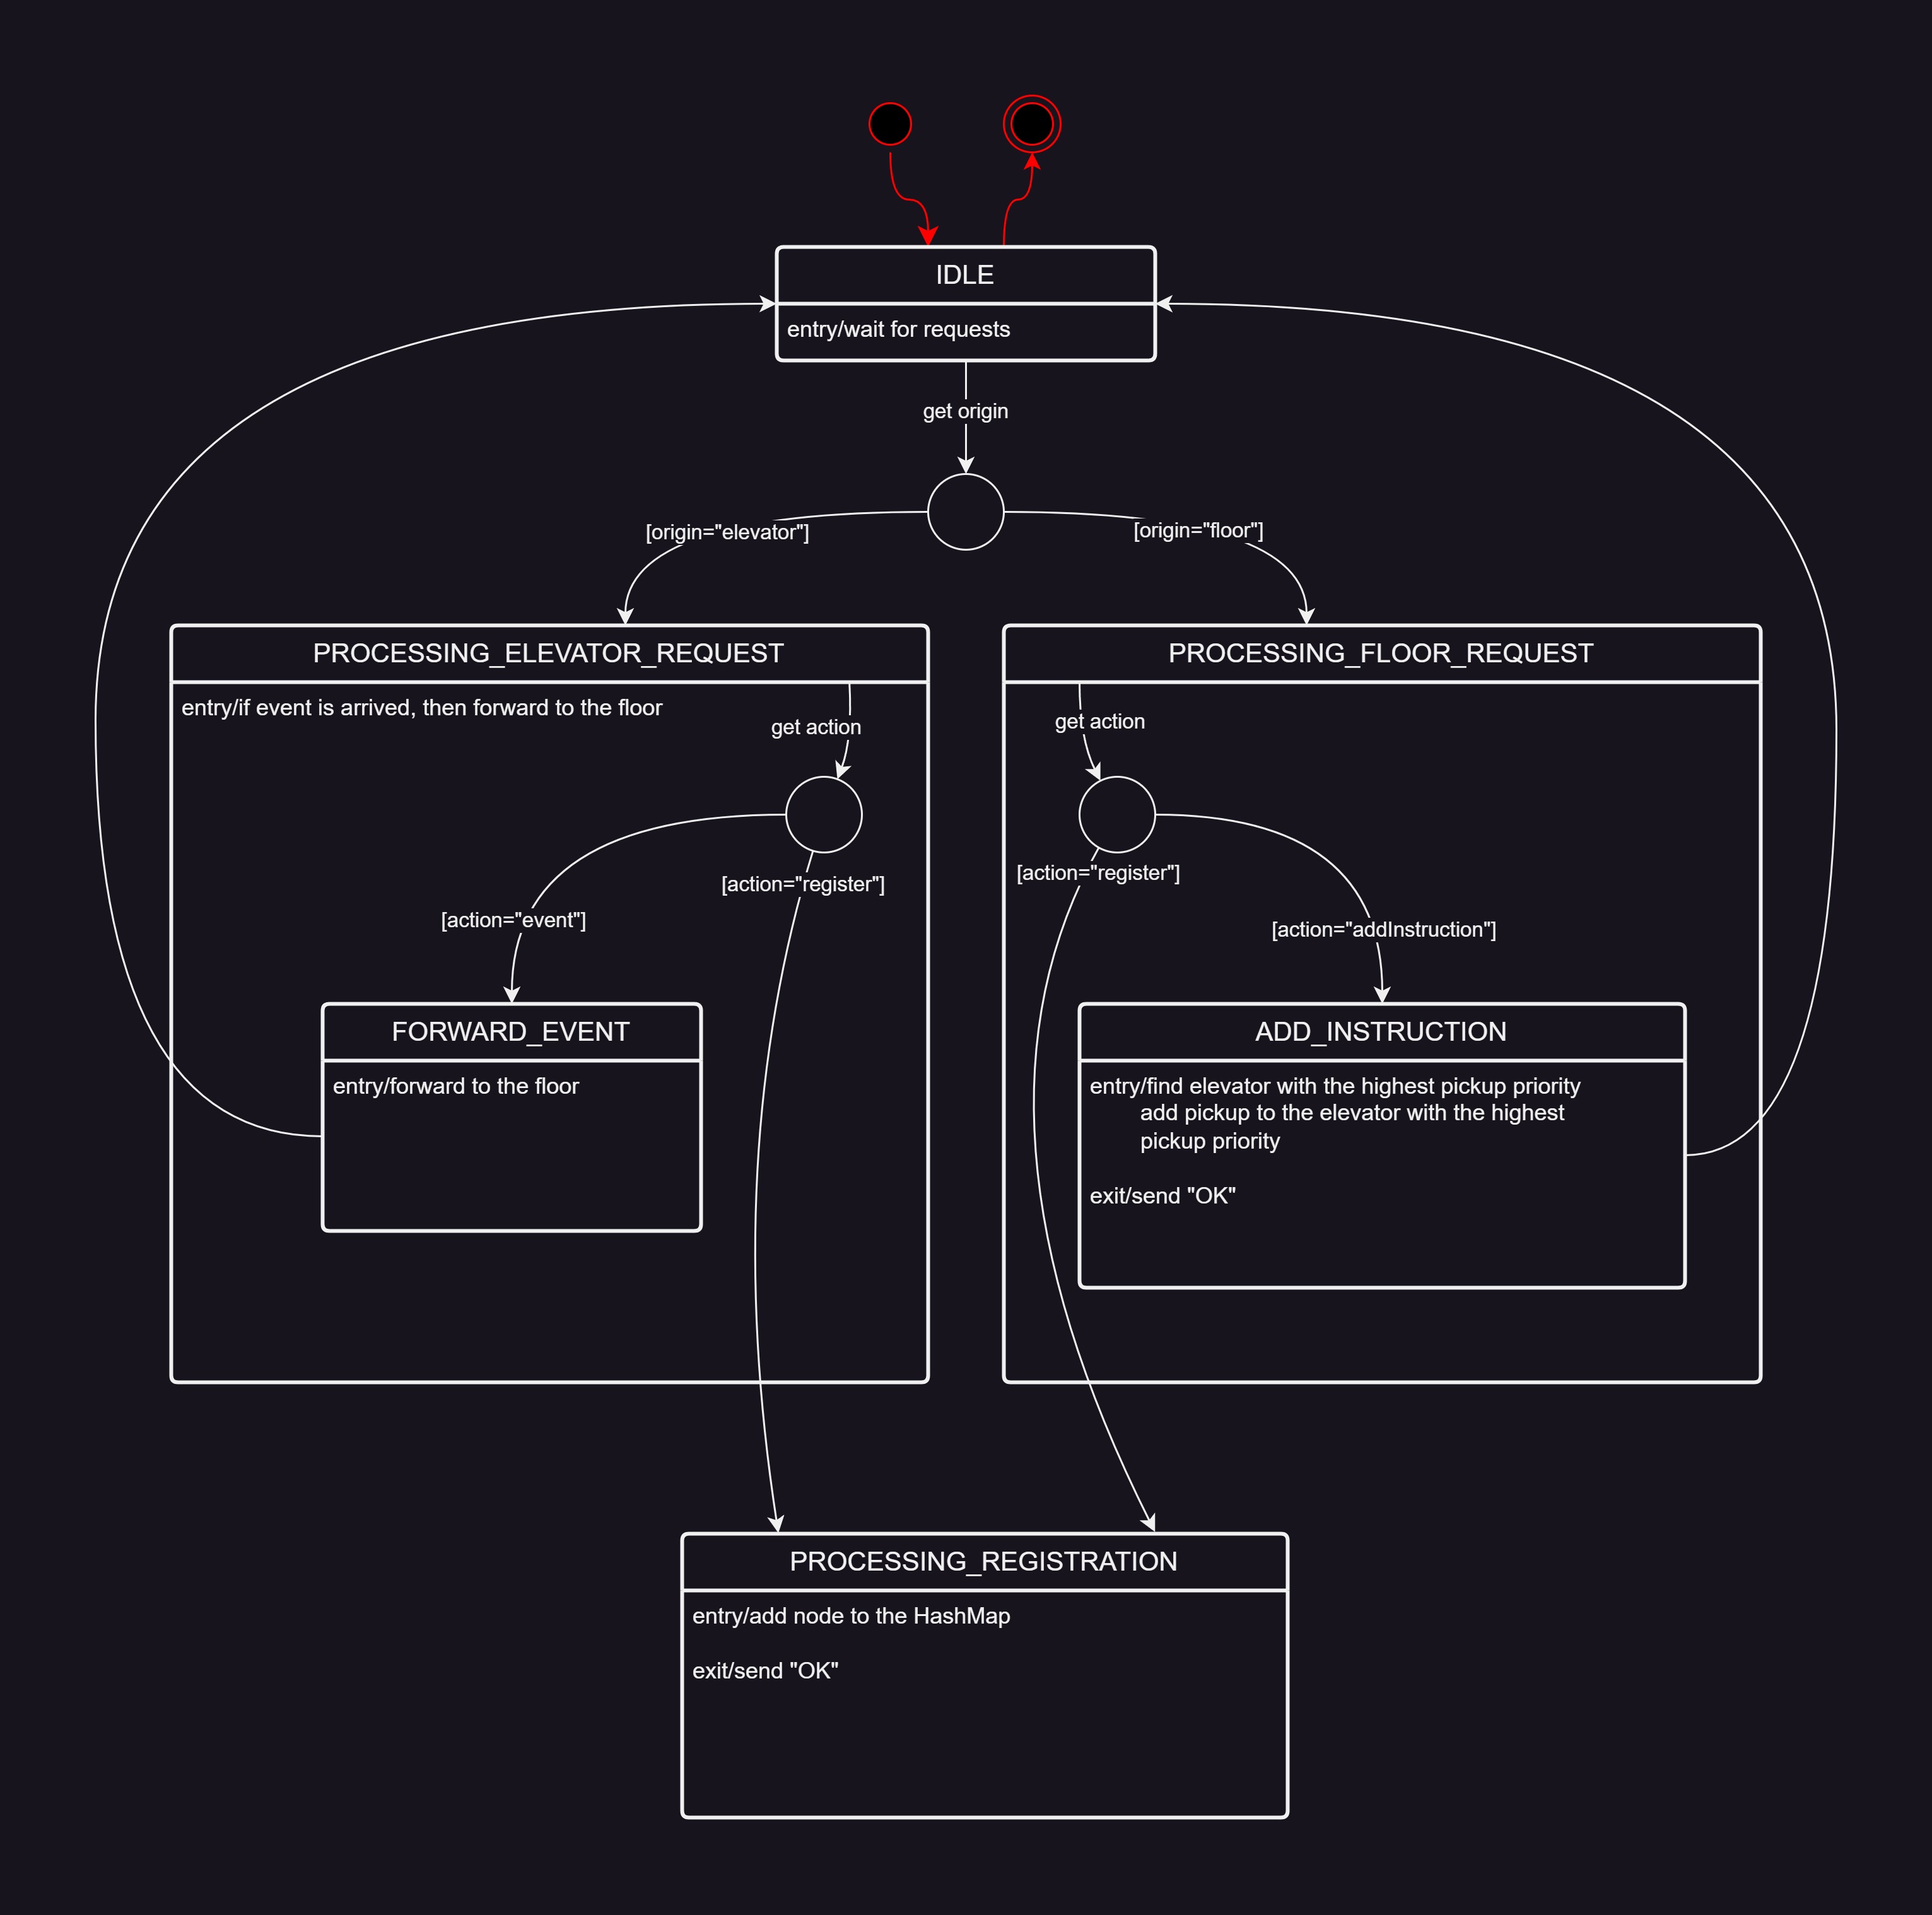 IDLE
entry/wait for requests
get origin
[origin="elevator"]
[origin="floor"]
PROCESSING_ELEVATOR_REQUEST
entry/if event is arrived, then forward to the floor
get action
[action="register"]
[action="event"]
FORWARD_EVENT
entry/forward to the floor
PROCESSING_FLOOR_REQUEST
get action
[action="register"]
[action="addInstruction"]
ADD_INSTRUCTION
entry/find elevator with the highest pickup priority
add pickup to the elevator with the highest
pickup priority
exit/send "OK"
PROCESSING_REGISTRATION
entry/add node to the HashMap
exit/send "OK"